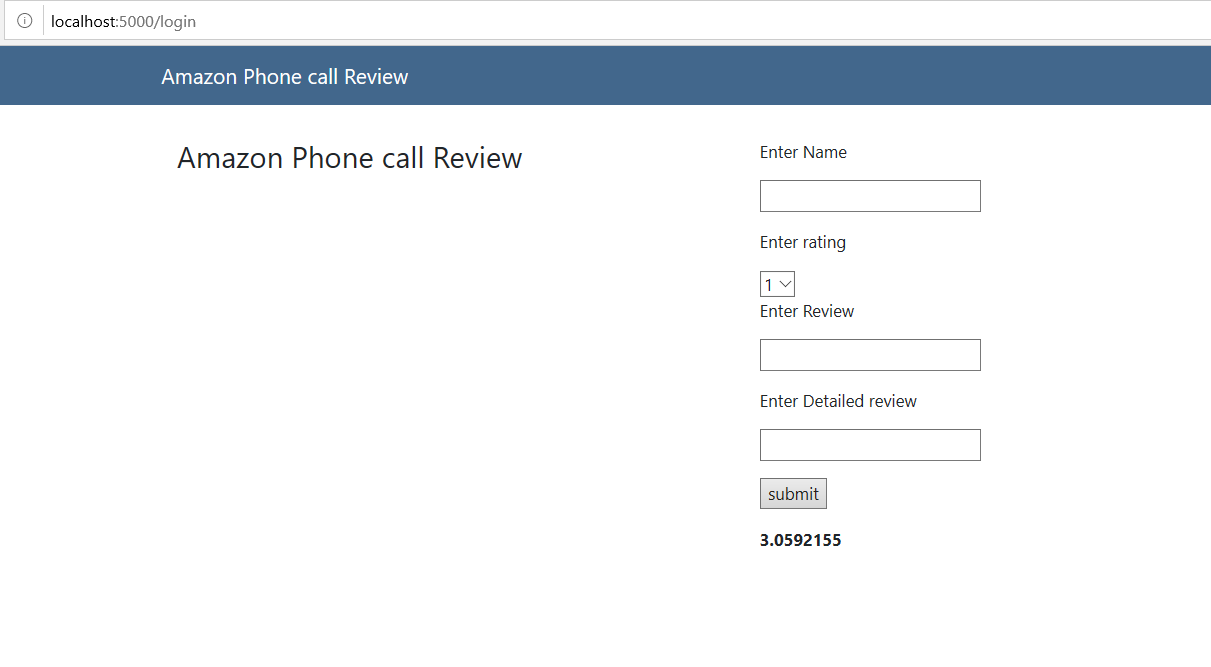 localhost:5000/login
Amazon Phone call Review
Amazon Phone call Review
Enter Name
Enter rating
1
Enter Review
Enter Detailed review
submit
3.0592155